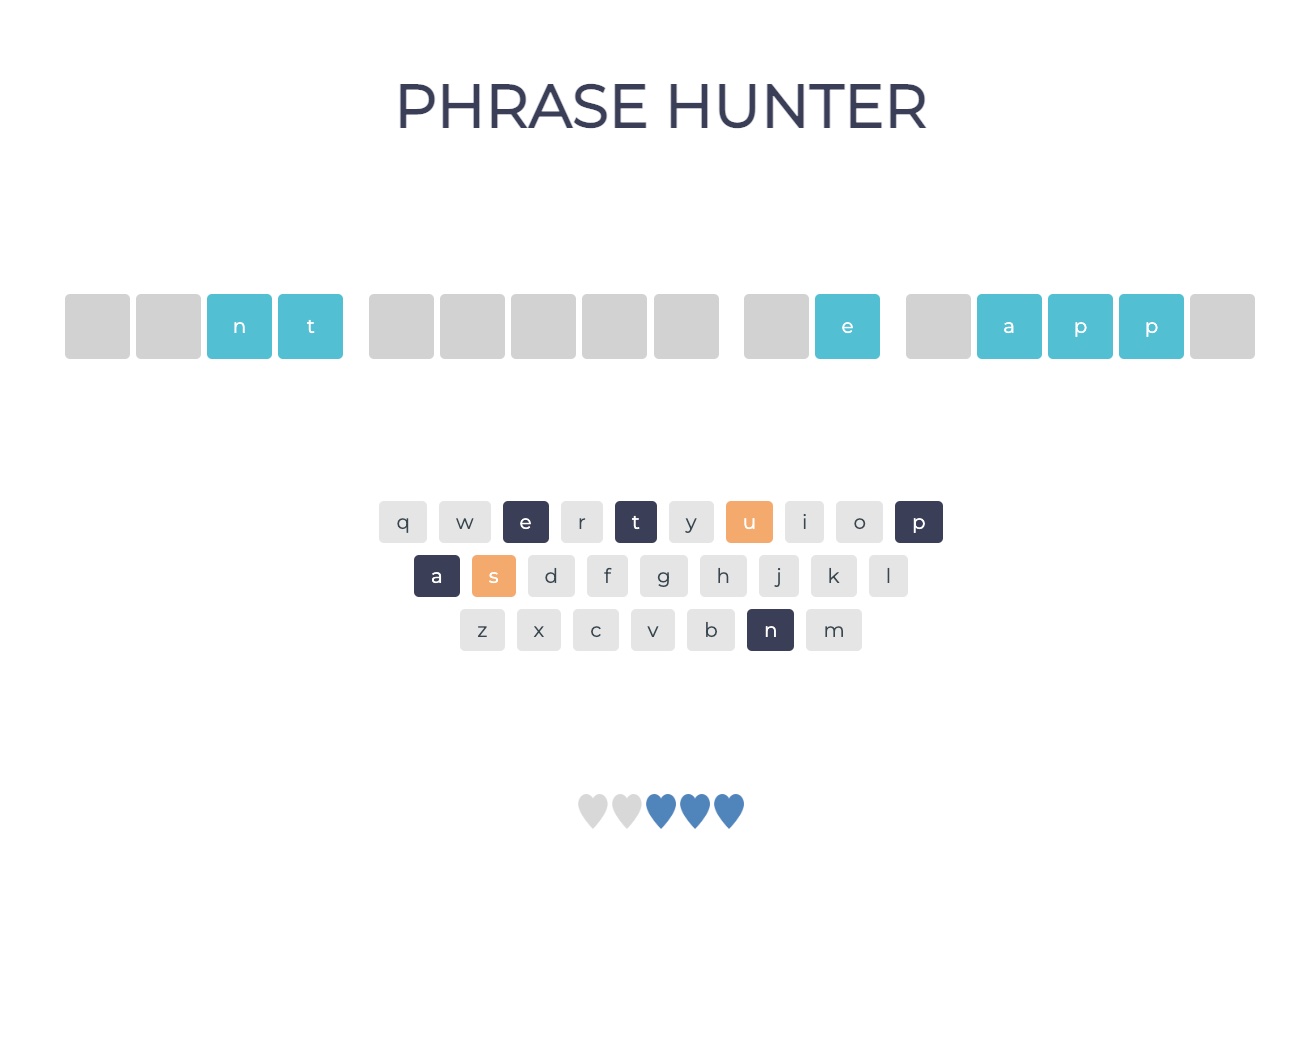 PHRASE HUNTER
n t e a p p
q w e r t y u i o p
a s d f g h j k l
z x c v b n m